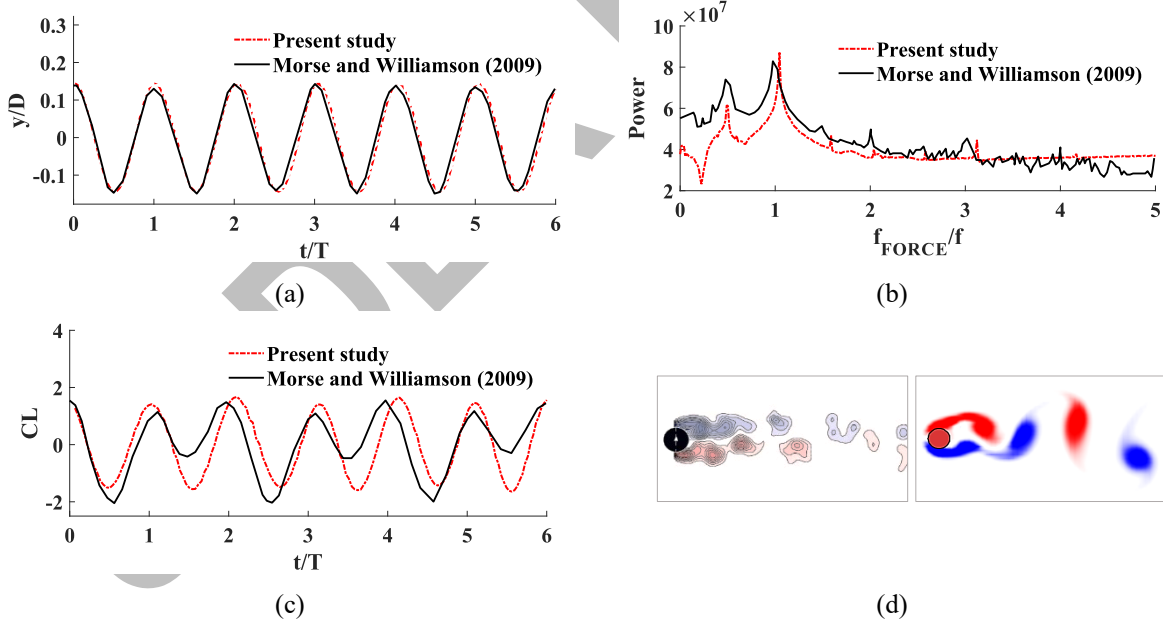 0.3
0.2
0.1
0
-0.1
y/D
Present study
Morse and Williamson (2009)
0 1 2 3 4 5 6
t/T
(a)
×10⁷
10
8
6
4
2
Power
Present study
Morse and Williamson (2009)
0 1 2 3 4 5
f_FORCE/f
(b)
4
2
0
-2
CL
Present study
Morse and Williamson (2009)
0 1 2 3 4 5 6
t/T
(c)
(d)